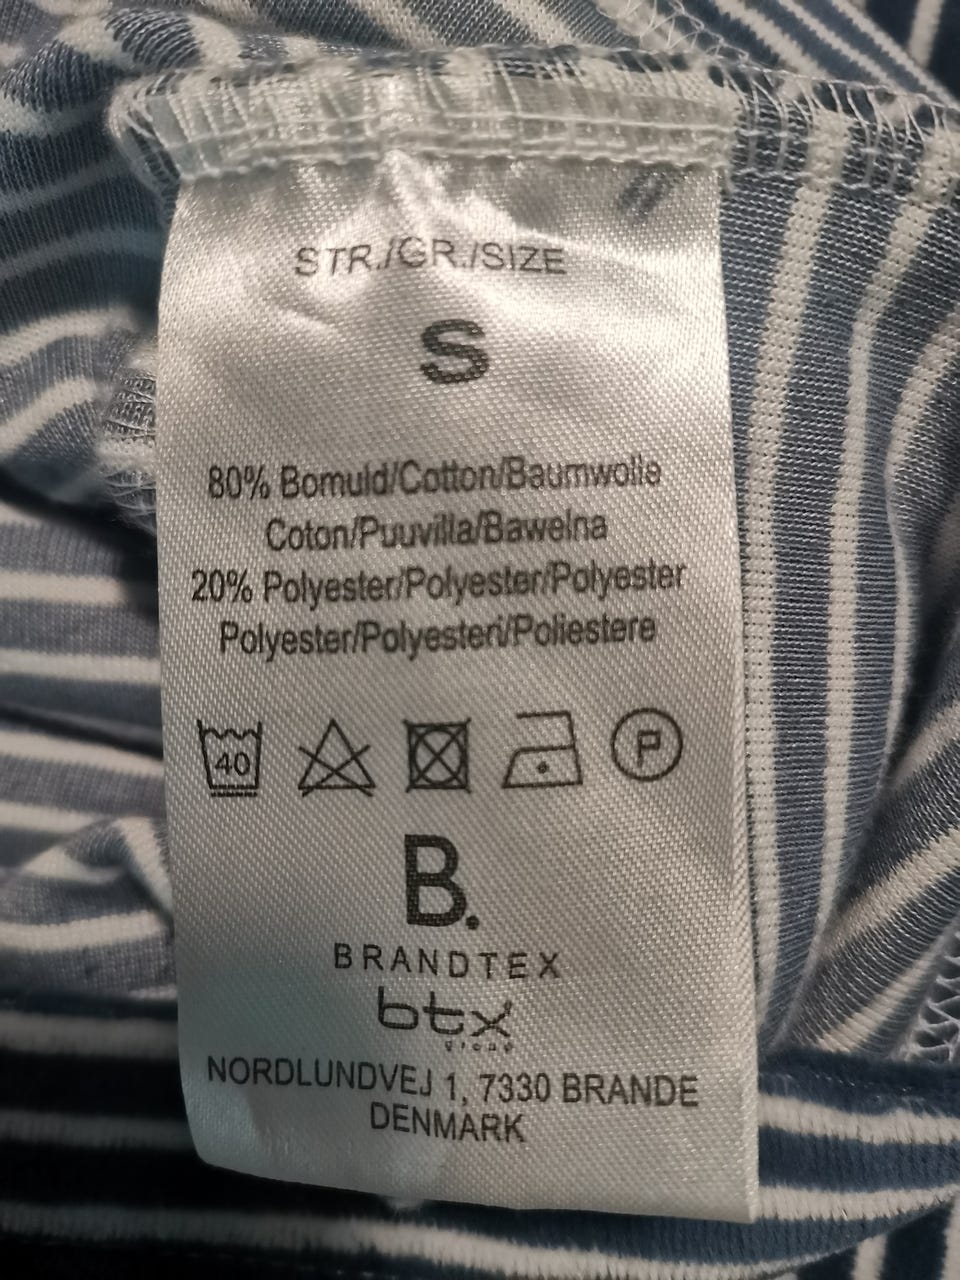 STR./GR./SIZE
S
80% Bomuld/Cotton/Baumwolle
Coton/Puuvilla/Bawelna
20% Polyester/Polyester/Polyester
Polyester/Polyesteri/Poliestere
40
P
B.
BRANDTEX
btx
group
NORDLUNDVEJ 1, 7330 BRANDE
DENMARK